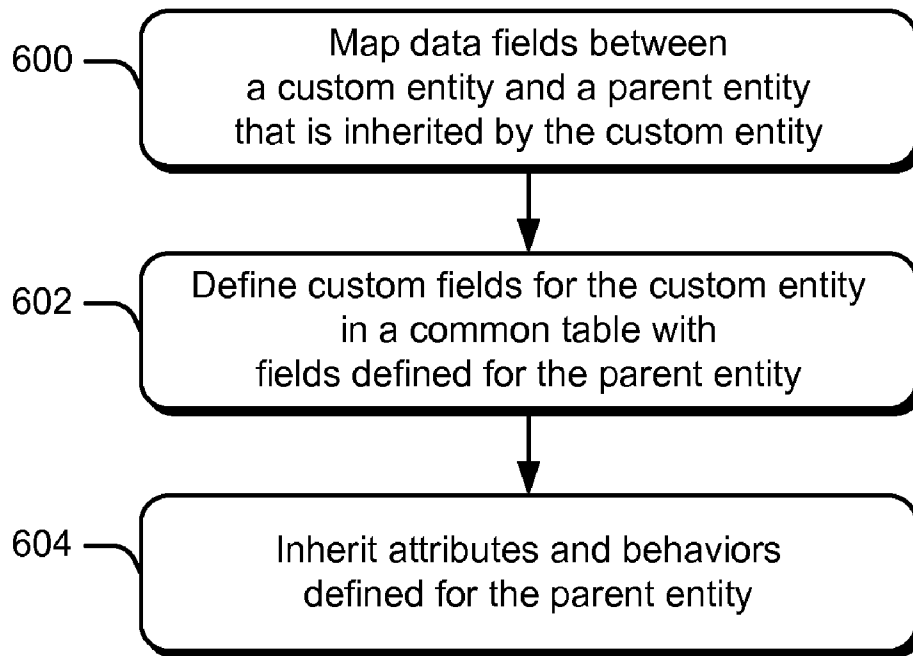 600
Map data fields between
a custom entity and a parent entity
that is inherited by the custom entity
602
Define custom fields for the custom entity
in a common table with
fields defined for the parent entity
604
Inherit attributes and behaviors
defined for the parent entity